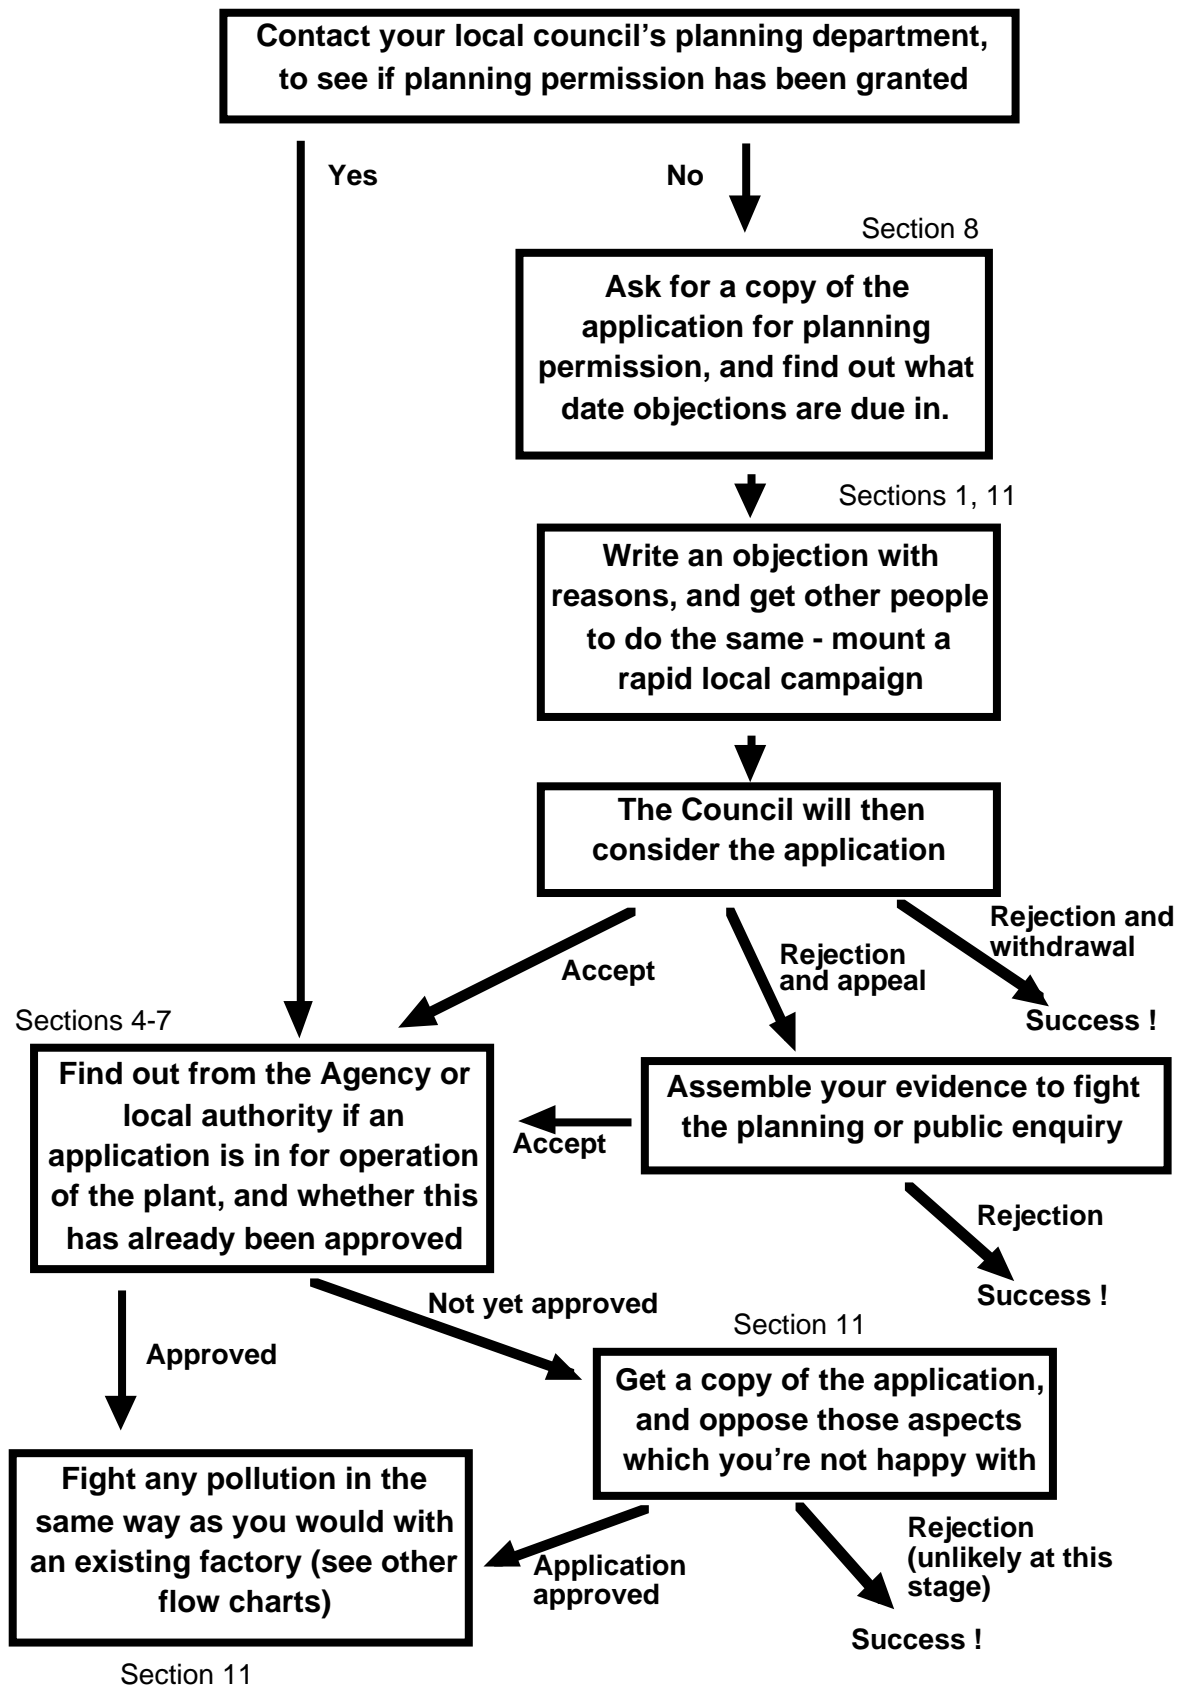 Contact your local council’s planning department,
to see if planning permission has been granted
Yes
No
Section 8
Ask for a copy of the
application for planning
permission, and find out what
date objections are due in.
Sections 1, 11
Write an objection with
reasons, and get other people
to do the same - mount a
rapid local campaign
The Council will then
consider the application
Accept
Rejection
and appeal
Rejection and
withdrawal
Success !
Sections 4-7
Find out from the Agency or
local authority if an
application is in for operation
of the plant, and whether this
has already been approved
Assemble your evidence to fight
the planning or public enquiry
Accept
Rejection
Success !
Not yet approved
Approved
Section 11
Get a copy of the application,
and oppose those aspects
which you’re not happy with
Fight any pollution in the
same way as you would with
an existing factory (see other
flow charts)
Application
approved
Rejection
(unlikely at this
stage)
Success !
Section 11